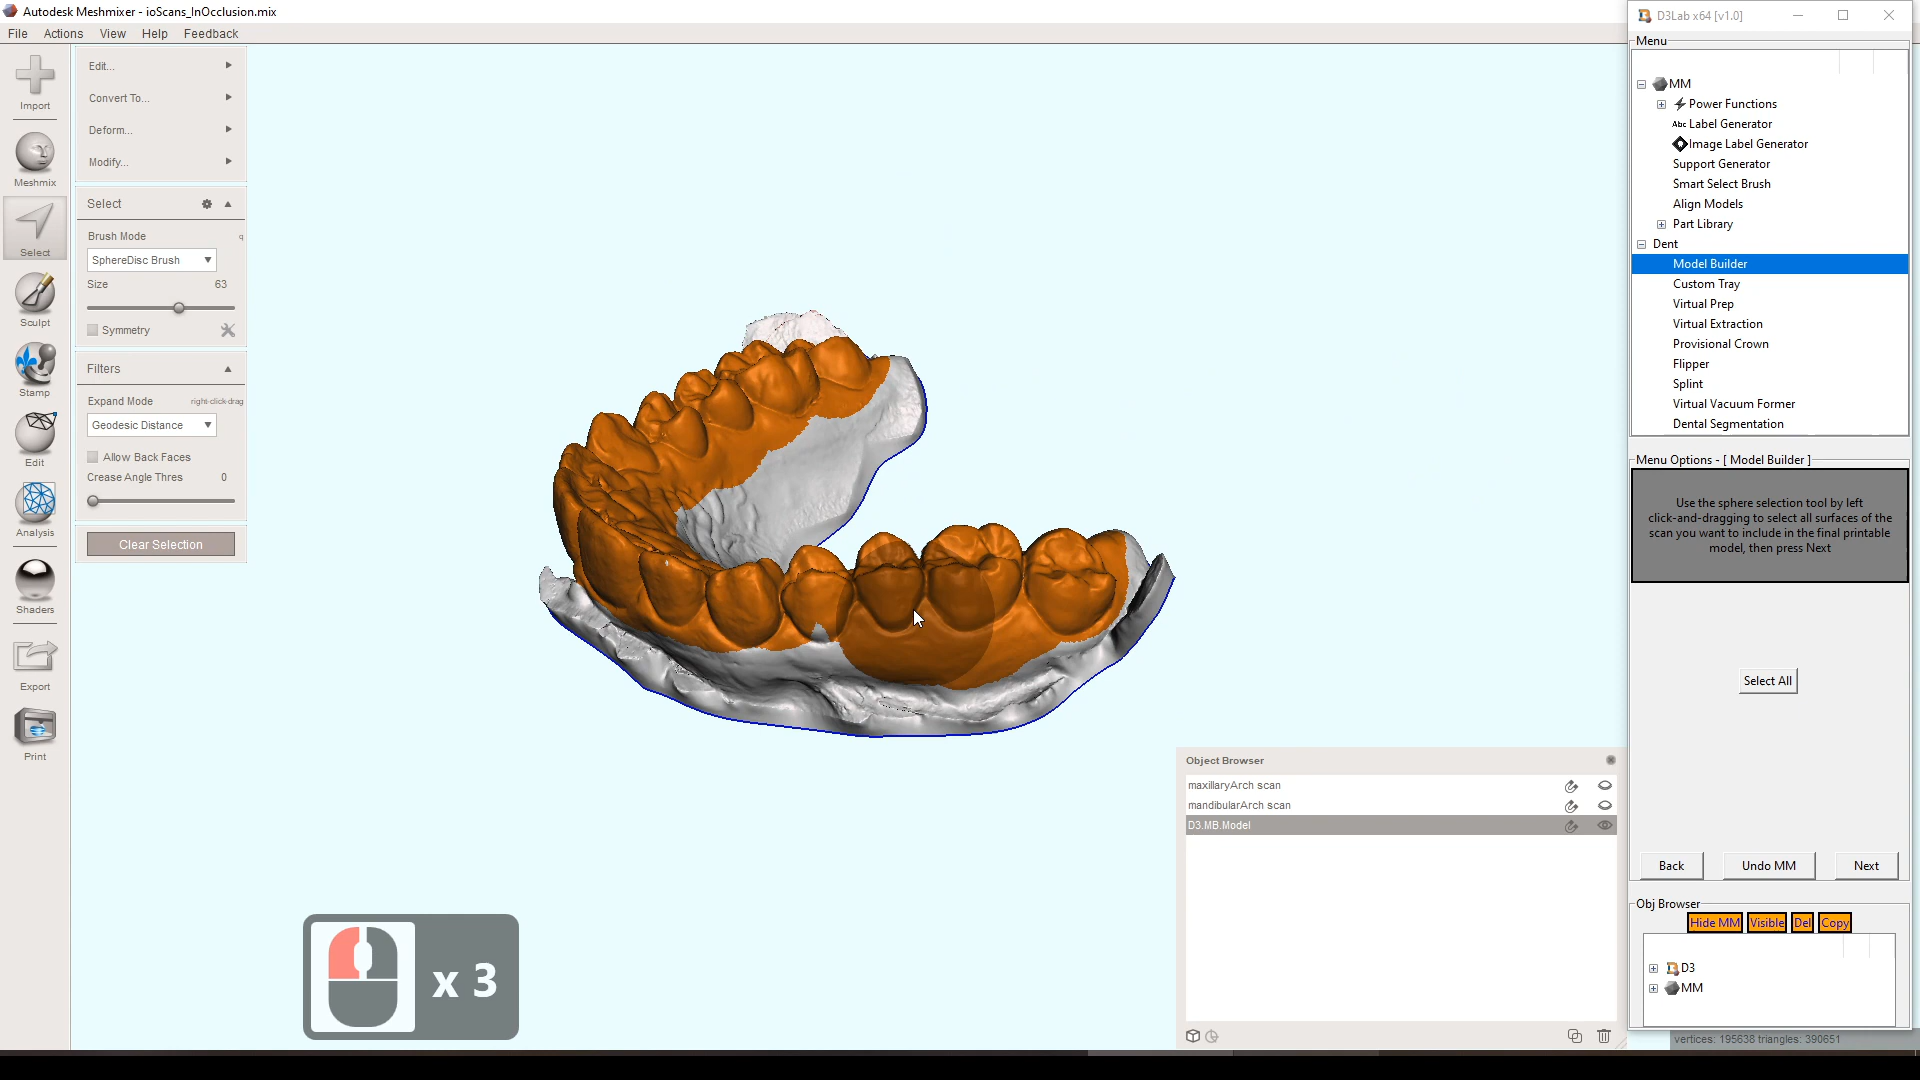 Autodesk Meshmixer - ioScans_InOcclusion.mix
File Actions View Help Feedback
Import
Meshmix
Select
Sculpt
Stamp
Edit
Analysis
Shaders
Export
Print
Edit...
Convert To...
Deform...
Modify...
Select
Brush Mode q
SphereDisc Brush
Size 63
Symmetry
Filters
Expand Mode right-click-drag
Geodesic Distance
Allow Back Faces
Crease Angle Thres 0
Clear Selection
x 3
Object Browser
maxillaryArch scan
mandibularArch scan
D3.MB.Model
D3Lab x64 [v1.0]
Menu
MM
Power Functions
Abc Label Generator
Image Label Generator
Support Generator
Smart Select Brush
Align Models
Part Library
Dent
Model Builder
Custom Tray
Virtual Prep
Virtual Extraction
Provisional Crown
Flipper
Splint
Virtual Vacuum Former
Dental Segmentation
Menu Options - [ Model Builder ]
Use the sphere selection tool by left
click-and-dragging to select all surfaces of the
scan you want to include in the final printable
model, then press Next
Select All
Back Undo MM Next
Obj Browser
Hide MM Visible Del Copy
D3
MM
vertices: 195638 triangles: 390651